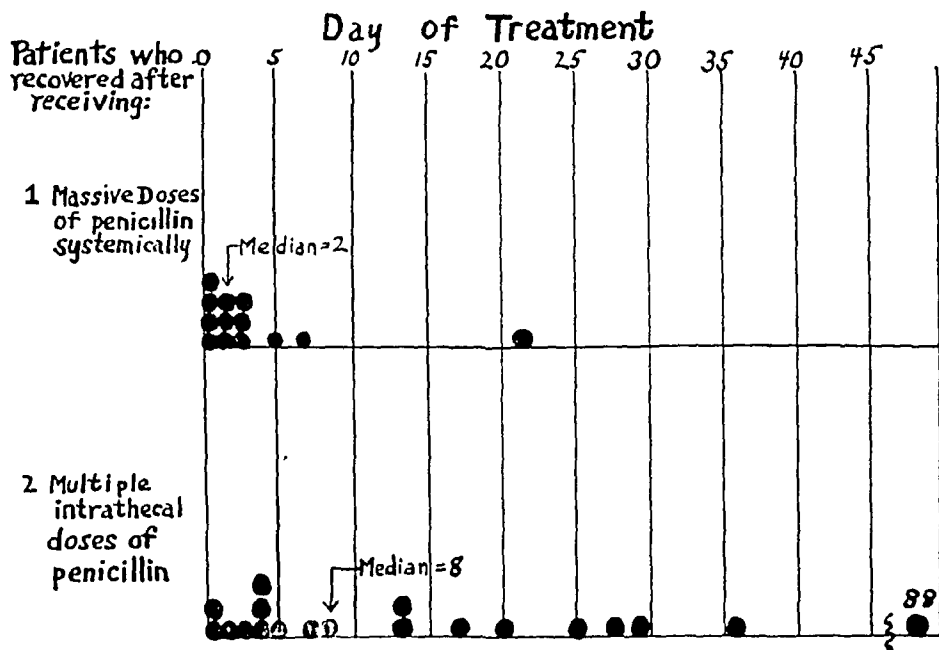 Day of Treatment
Patients who
recovered after
receiving:
0 5 10 15 20 25 30 35 40 45
1 Massive Doses
of penicillin
systemically
Median=2
2 Multiple
intrathecal
doses of
penicillin
Median=8
88